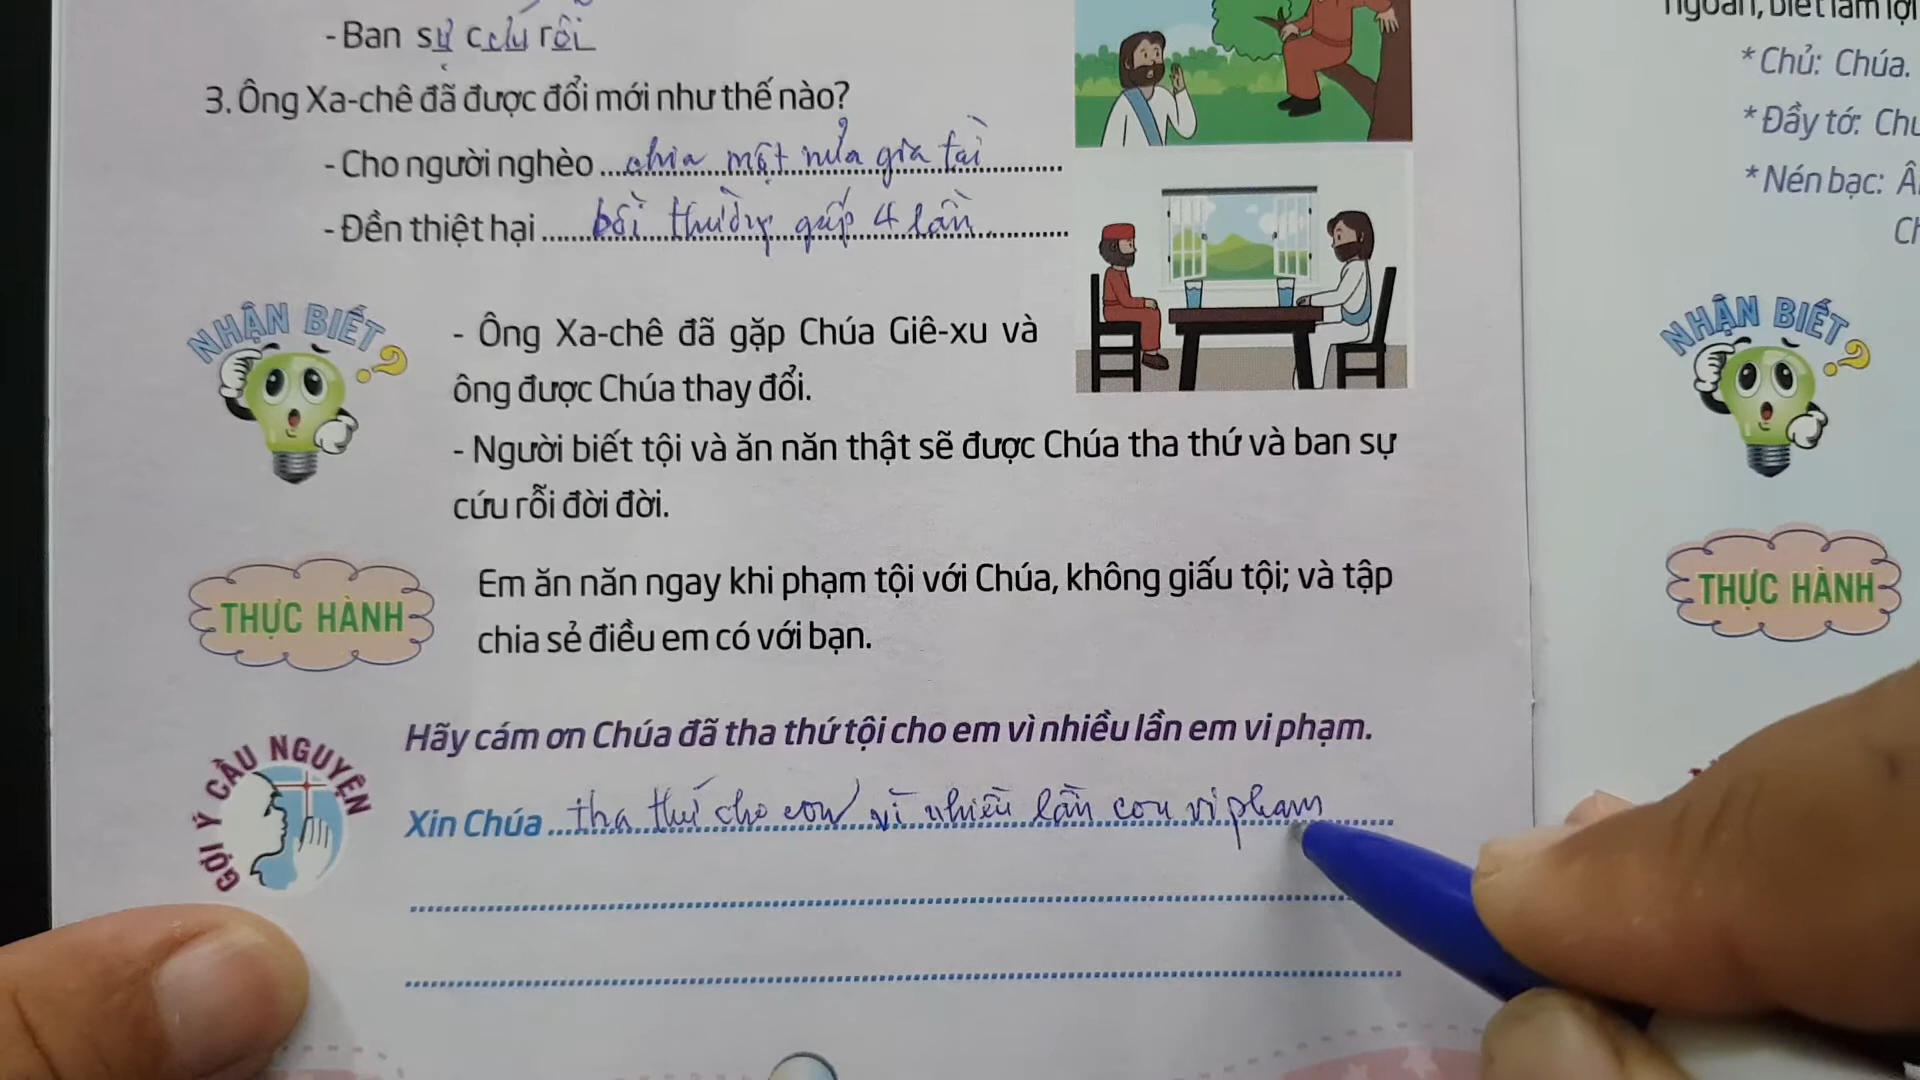 - Ban sự cứu rỗi
3. Ông Xa-chê đã được đổi mới như thế nào?
- Cho người nghèo chia một nửa gia tài
- Đền thiệt hại bồi thường gấp 4 lần
NHẬN BIẾT?
- Ông Xa-chê đã gặp Chúa Giê-xu và
ông được Chúa thay đổi.
- Người biết tội và ăn năn thật sẽ được Chúa tha thứ và ban sự
cứu rỗi đời đời.
THỰC HÀNH
Em ăn năn ngay khi phạm tội với Chúa, không giấu tội; và tập
chia sẻ điều em có với bạn.
GỢI Ý CẦU NGUYỆN
Hãy cám ơn Chúa đã tha thứ tội cho em vì nhiều lần em vi phạm.
Xin Chúa tha thứ cho con vì nhiều lần con vi phạm
ngoan, biết làm lợi
* Chủ: Chúa.
* Đầy tớ:
* Nén bạc:
NHẬN BIẾT?
THỰC HÀNH